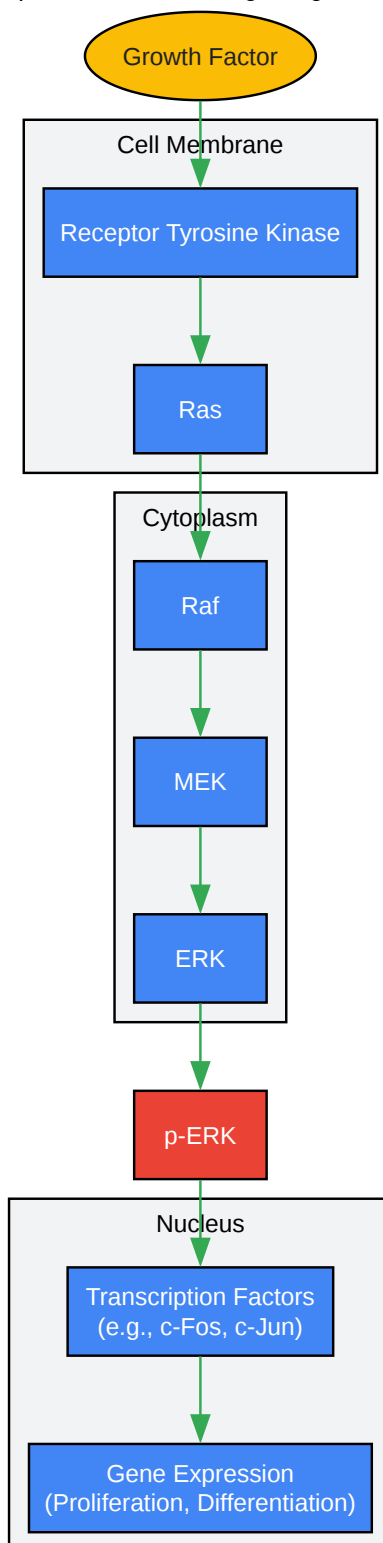 Growth Factor
Cell Membrane
Receptor Tyrosine Kinase
Ras
Cytoplasm
Raf
MEK
ERK
p-ERK
Nucleus
Transcription Factors
(e.g., c-Fos, c-Jun)
Gene Expression
(Proliferation, Differentiation)